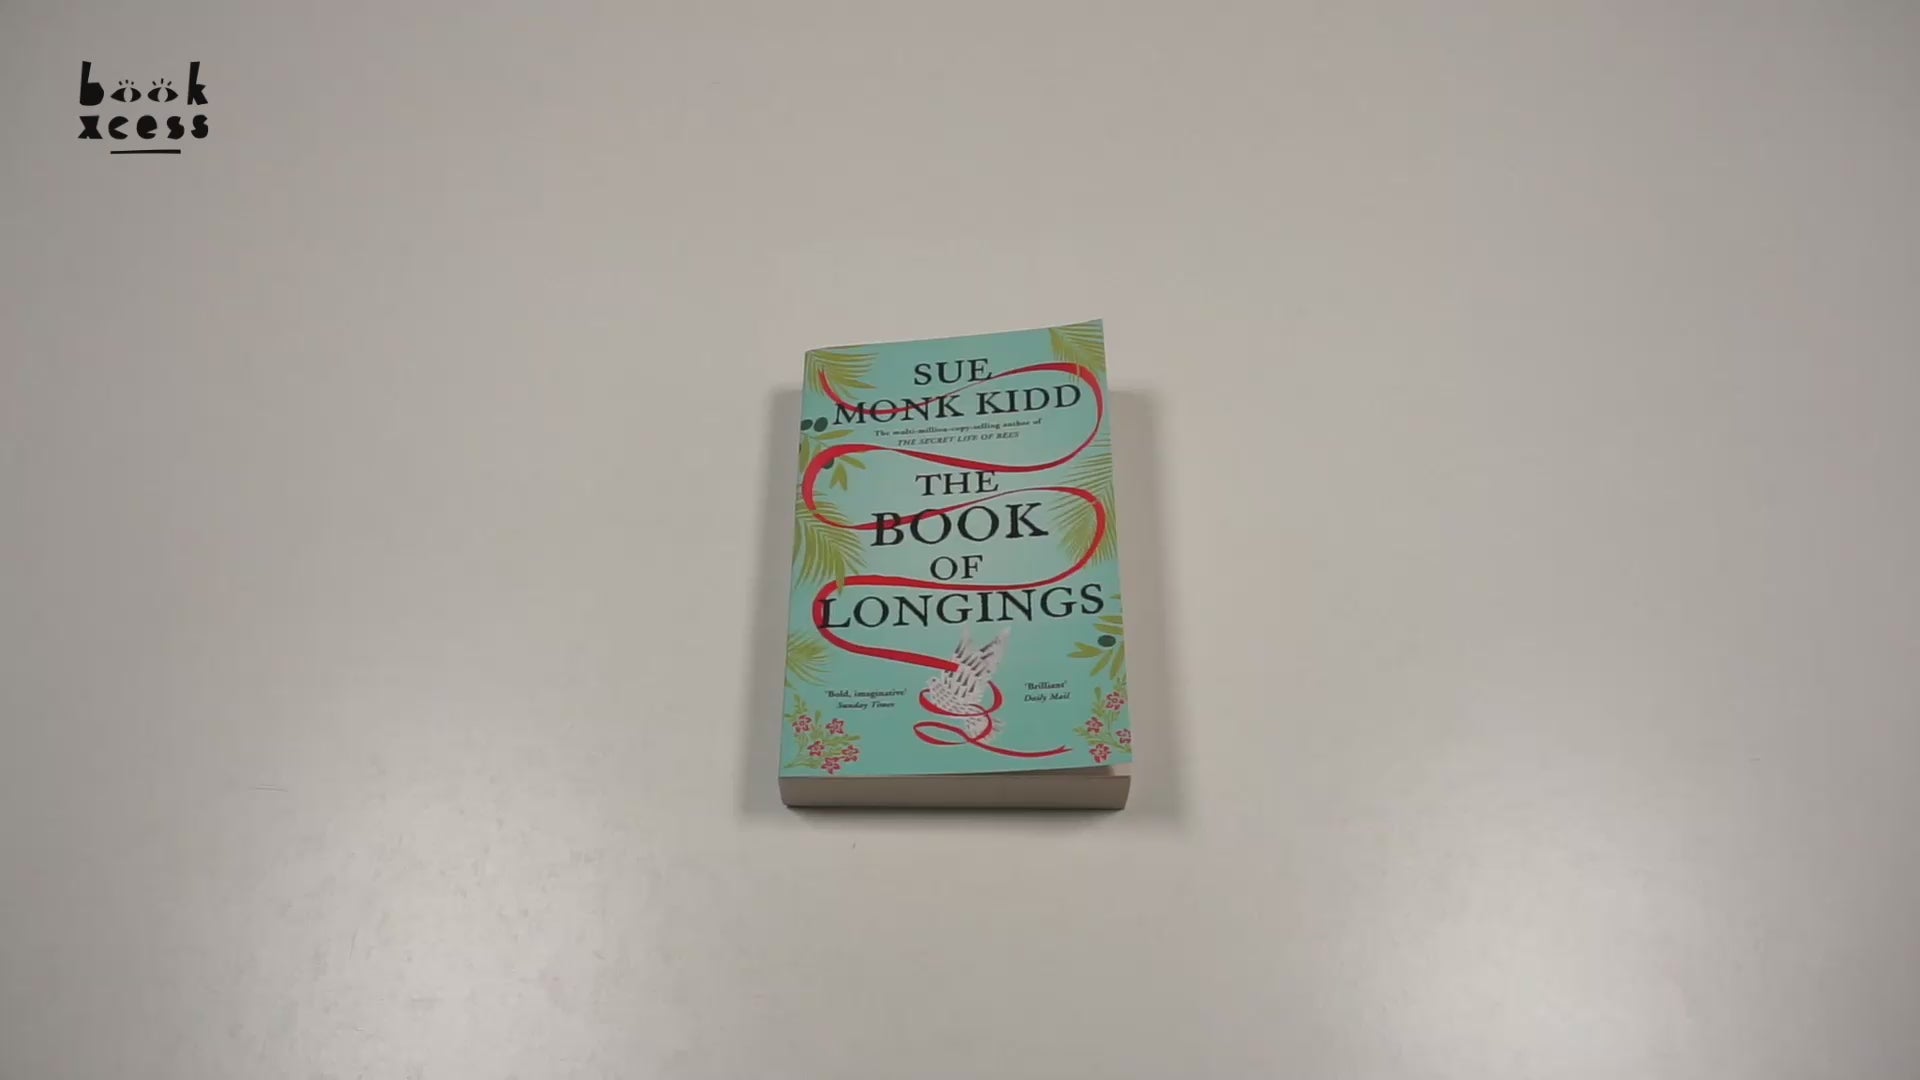 book
xcess
SUE
MONK KIDD
The multi-million-copy-selling author of
THE SECRET LIFE OF BEES
THE
BOOK
OF
LONGINGS
'Bold, imaginative'
Sunday Times
'Brilliant'
Daily Mail